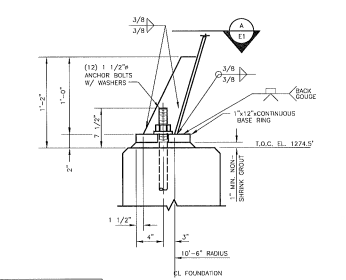 3/8
3/8
A
E1
(12) 1 1/2"ø
ANCHOR BOLTS
W/ WASHERS
3/8
3/8
BACK
GOUGE
1'-2"
1'-0"
7 1/2"
1"x12"xCONTINUOUS
BASE RING
T.O.C. EL. 1274.5'
2"
1" MIN. NON-
SHRINK GROUT
1 1/2"
4"
3"
10'-6" RADIUS
CL FOUNDATION